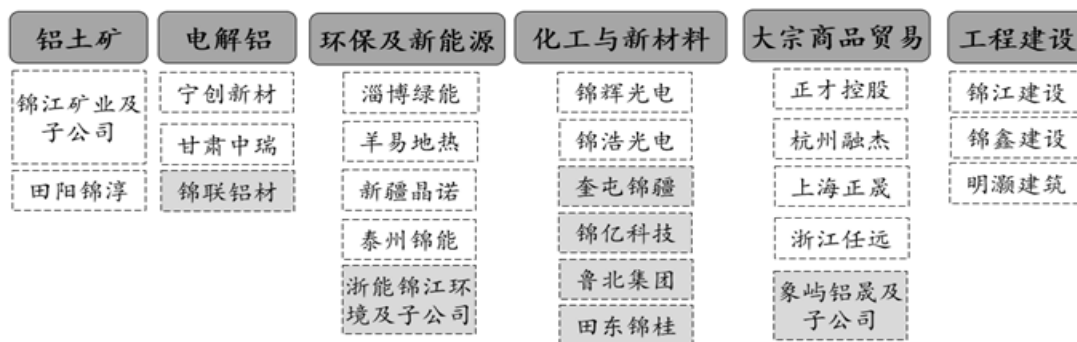 铝土矿
锦江矿业及
子公司
田阳锦淳
电解铝
宁创新材
甘肃中瑞
锦联铝材
环保及新能源
淄博绿能
羊易地热
新疆晶诺
泰州锦能
浙能锦江环
境及子公司
化工与新材料
锦辉光电
锦浩光电
奎屯锦疆
锦亿科技
鲁北集团
田东锦桂
大宗商品贸易
正才控股
杭州融杰
上海正晟
浙江任远
象屿铝晟及
子公司
工程建设
锦江建设
锦鑫建设
明灏建筑